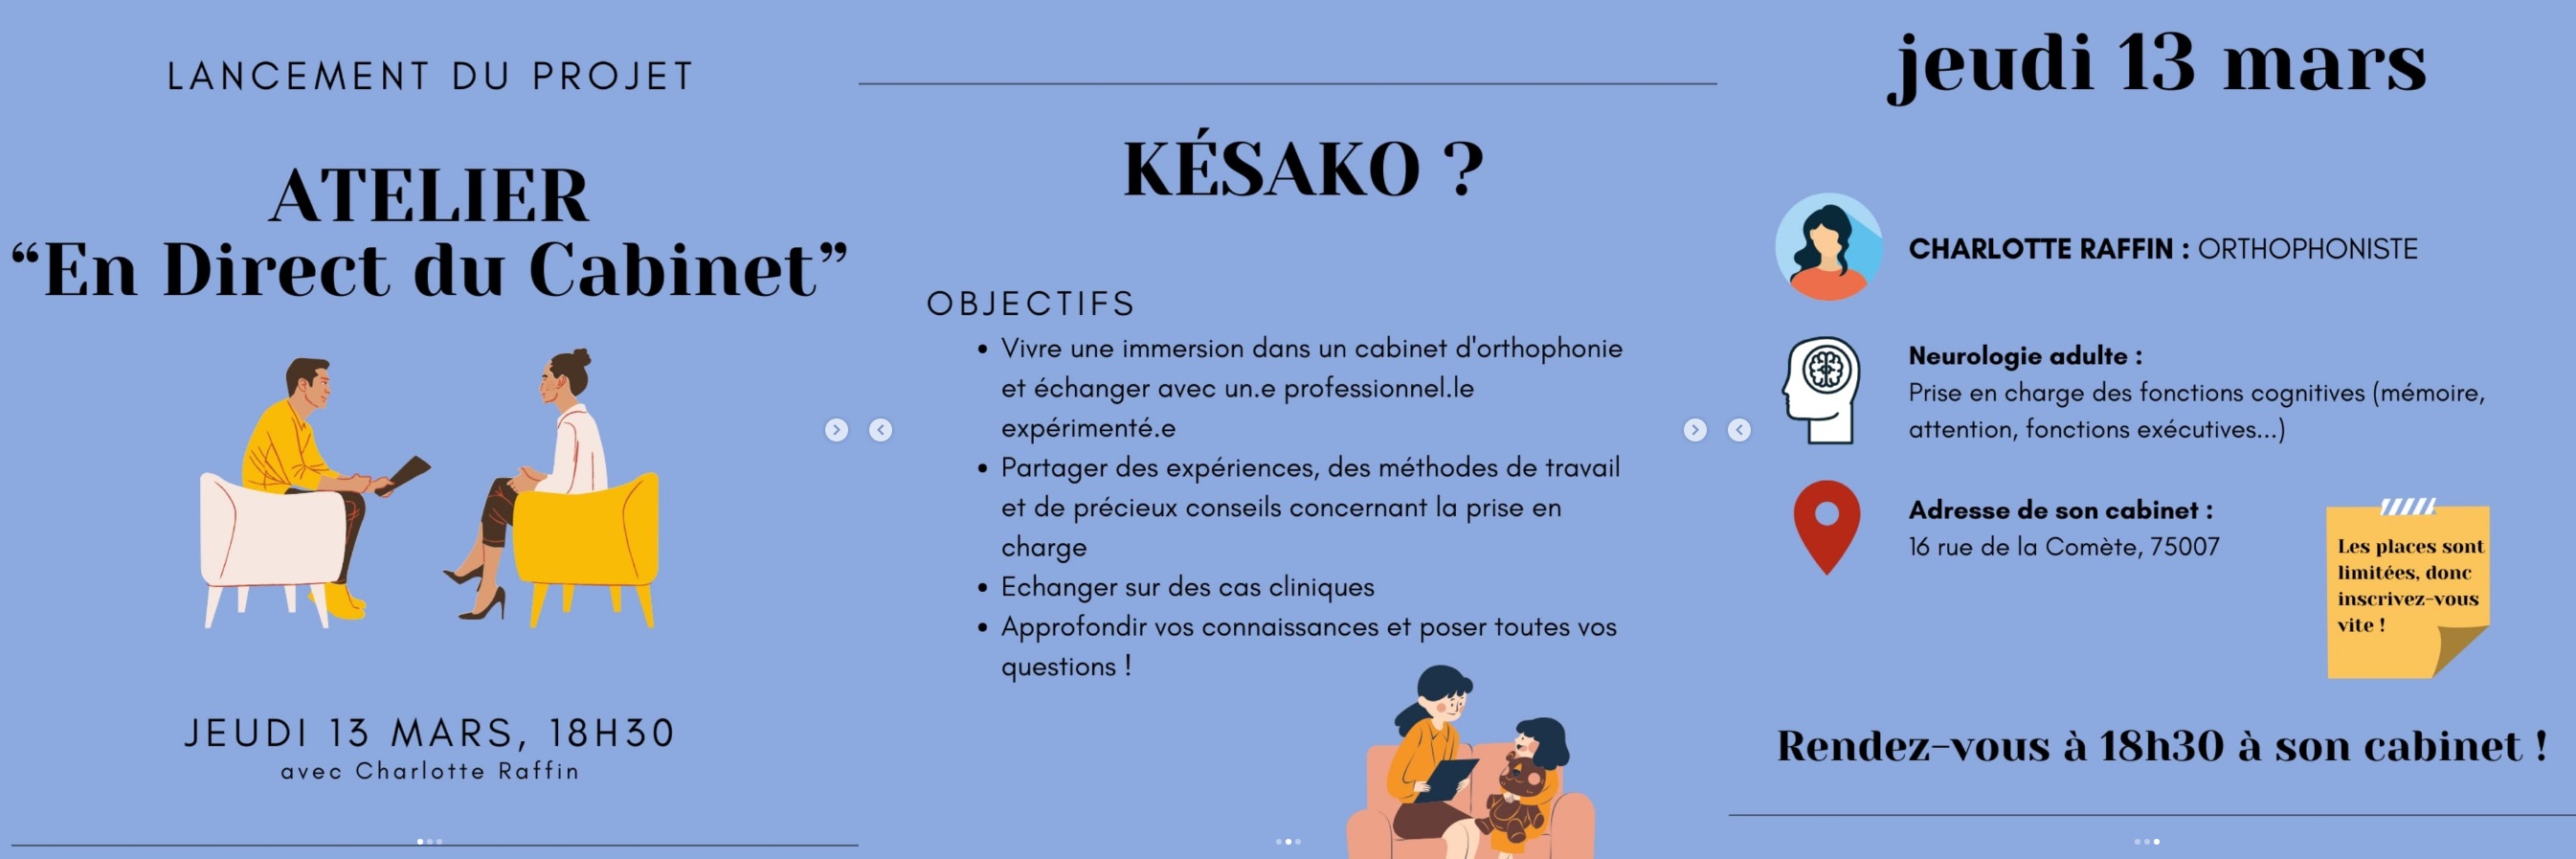 LANCEMENT DU PROJET
ATELIER
“En Direct du Cabinet”
JEUDI 13 MARS, 18H30
avec Charlotte Raffin
KÉSAKO ?
OBJECTIFS
• Vivre une immersion dans un cabinet d'orthophonie
et échanger avec un.e professionnel.le
expérimenté.e
• Partager des expériences, des méthodes de travail
et de précieux conseils concernant la prise en
charge
• Echanger sur des cas cliniques
• Approfondir vos connaissances et poser toutes vos
questions !
jeudi 13 mars
CHARLOTTE RAFFIN : ORTHOPHONISTE
Neurologie adulte :
Prise en charge des fonctions cognitives (mémoire,
attention, fonctions exécutives...)
Adresse de son cabinet :
16 rue de la Comète, 75007
Les places sont
limitées, donc
inscrivez-vous
vite !
Rendez-vous à 18h30 à son cabinet !